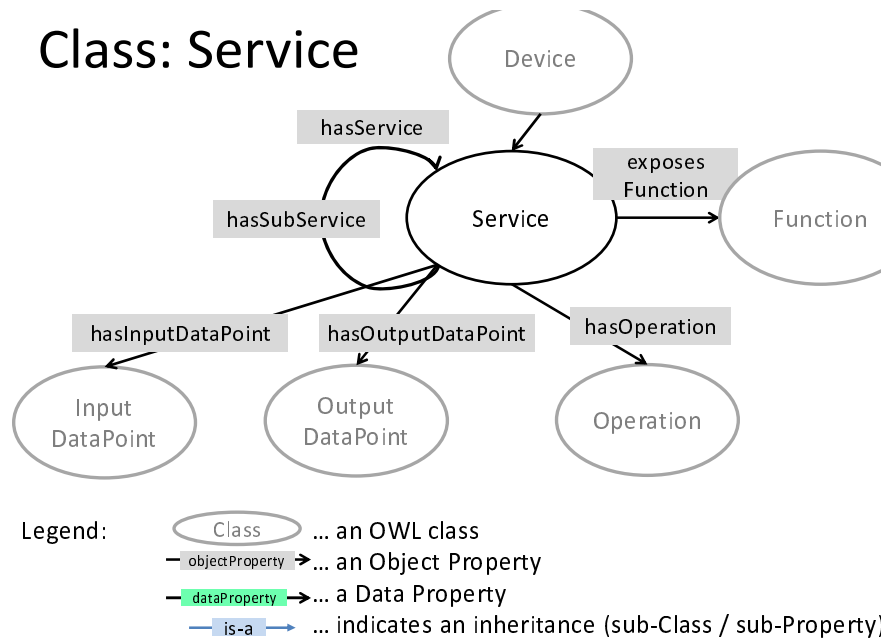 Class: Service
Device
hasService
exposes
Function
hasSubService
Service
Function
hasInputDataPoint
hasOutputDataPoint
hasOperation
Input
DataPoint
Output
DataPoint
Operation
Legend:
Class
... an OWL class
objectProperty
... an Object Property
dataProperty
... a Data Property
is-a
... indicates an inheritance (sub-Class / sub-Property)